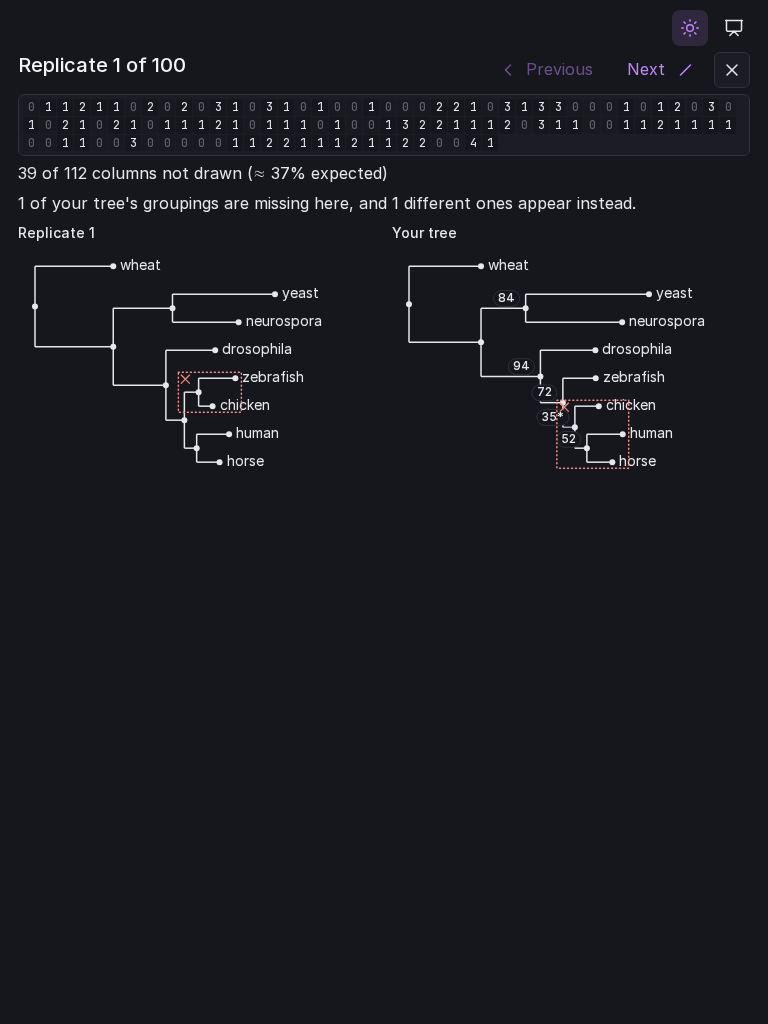 Replicate 1 of 100
Previous
Next
0 1 1 2 1 1 0 2 0 2 0 3 1 0 3 1 0 1 0 0 1 0 0 0 2 2 1 0 3 1 3 3 0 0 0 1 0 1 2 0 3 0
1 0 2 1 0 2 1 0 1 1 1 2 1 0 1 1 1 0 1 0 0 1 3 2 2 1 1 1 2 0 3 1 1 0 0 1 1 2 1 1 1 1
0 0 1 1 0 0 3 0 0 0 0 0 1 1 2 2 1 1 1 2 1 1 2 2 0 0 4 1
39 of 112 columns not drawn (≈ 37% expected)
1 of your tree's groupings are missing here, and 1 different ones appear instead.
Replicate 1
wheat
yeast
neurospora
drosophila
zebrafish
chicken
human
horse
Your tree
wheat
84
yeast
neurospora
drosophila
94
zebrafish
72
chicken
35*
human
52
horse